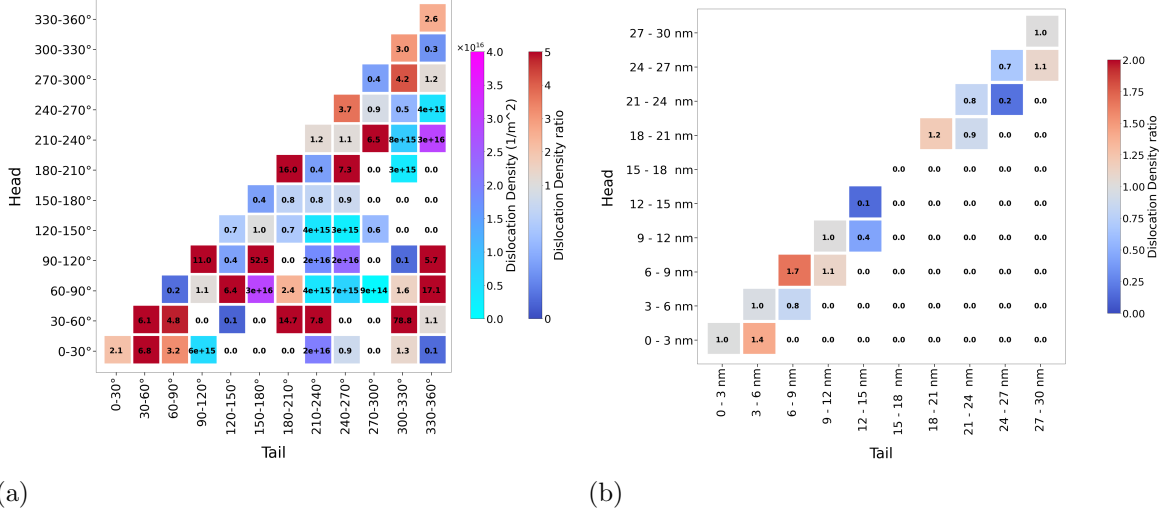 330-360° 2.6
300-330° 3.0 0.3
270-300° 0.4 4.2 1.2
240-270° 3.7 0.9 0.5 4e+15
210-240° 1.2 1.1 6.5 8e+15 3e+16
180-210° 16.0 0.4 7.3 0.0 3e+15 0.0
150-180° 0.4 0.8 0.8 0.9 0.0 0.0 0.0
120-150° 0.7 1.0 0.7 4e+15 3e+15 0.6 0.0 0.0
90-120° 11.0 0.4 52.5 0.0 2e+16 2e+16 0.0 0.1 5.7
60-90° 0.2 1.1 6.4 3e+16 2.4 4e+15 7e+15 9e+14 1.6 17.1
30-60° 6.1 4.8 0.0 0.1 0.0 14.7 7.8 0.0 0.0 78.8 1.1
0-30° 2.1 6.8 3.2 6e+15 0.0 0.0 0.0 2e+16 0.9 0.0 1.3 0.1
0-30° 30-60° 60-90° 90-120° 120-150° 150-180° 180-210° 210-240° 240-270° 270-300° 300-330° 330-360°
Tail
Head
×10¹⁶
4.0
3.5
3.0
2.5
2.0
1.5
1.0
0.5
0.0
Dislocation Density (1/m^2)
5
4
3
2
1
0
Dislocation Density ratio
(a)
27 - 30 nm 1.0
24 - 27 nm 0.7 1.1
21 - 24 nm 0.8 0.2 0.0
18 - 21 nm 1.2 0.9 0.0 0.0
15 - 18 nm 0.0 0.0 0.0 0.0 0.0
12 - 15 nm 0.1 0.0 0.0 0.0 0.0 0.0
9 - 12 nm 1.0 0.4 0.0 0.0 0.0 0.0 0.0
6 - 9 nm 1.7 1.1 0.0 0.0 0.0 0.0 0.0 0.0
3 - 6 nm 1.0 0.8 0.0 0.0 0.0 0.0 0.0 0.0 0.0
0 - 3 nm 1.0 1.4 0.0 0.0 0.0 0.0 0.0 0.0 0.0 0.0
0 - 3 nm 3 - 6 nm 6 - 9 nm 9 - 12 nm 12 - 15 nm 15 - 18 nm 18 - 21 nm 21 - 24 nm 24 - 27 nm 27 - 30 nm
Tail
Head
2.00
1.75
1.50
1.25
1.00
0.75
0.50
0.25
0.00
Dislocation Density ratio
(b)